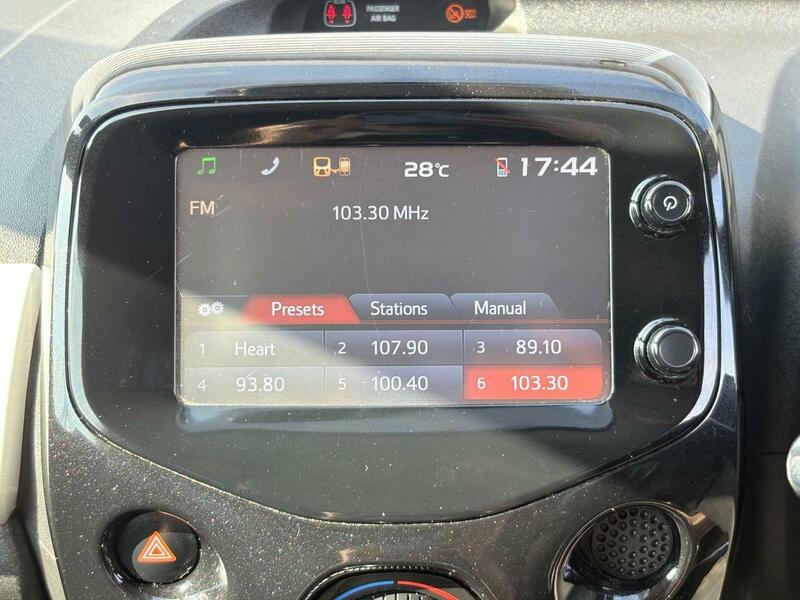 PASSENGER
AIR BAG
28°C
17:44
FM
103.30 MHz
Presets
Stations
Manual
1 Heart
2 107.90
3 89.10
4 93.80
5 100.40
6 103.30